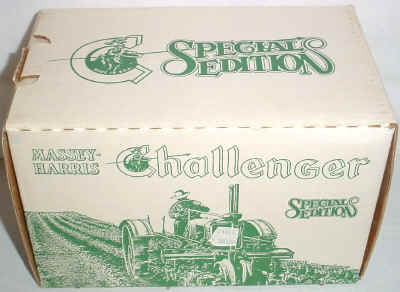 SPECIAL
EDITION
MASSEY-
HARRIS
Challenger
SPECIAL
EDITION